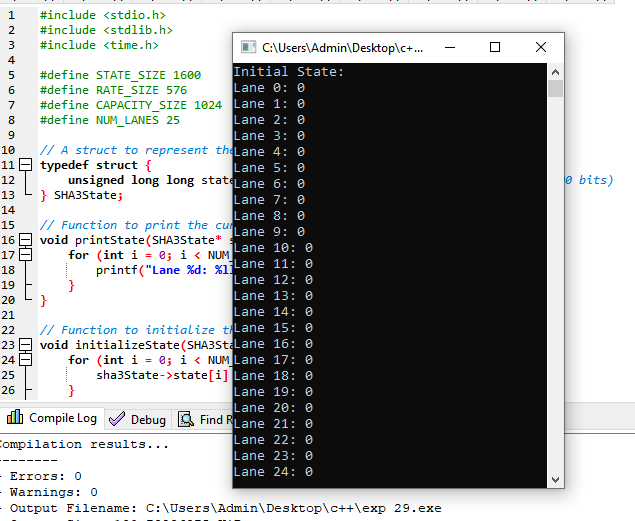 1 #include <stdio.h>
2 #include <stdlib.h>
3 #include <time.h>
4
5 #define STATE_SIZE 1600
6 #define RATE_SIZE 576
7 #define CAPACITY_SIZE 1024
8 #define NUM_LANES 25
9
10 // A struct to represent the
11 typedef struct {
12 unsigned long long state 0 bits)
13 } SHA3State;
14
15 // Function to print the cu
16 void printState(SHA3State* s
17 for (int i = 0; i < NUM_
18 printf("Lane %d: %ll
19 }
20 }
21
22 // Function to initialize th
23 void initializeState(SHA3Sta
24 for (int i = 0; i < NUM_
25 sha3State->state[i]
26 }
C:\Users\Admin\Desktop\c+...
Initial State:
Lane 0: 0
Lane 1: 0
Lane 2: 0
Lane 3: 0
Lane 4: 0
Lane 5: 0
Lane 6: 0
Lane 7: 0
Lane 8: 0
Lane 9: 0
Lane 10: 0
Lane 11: 0
Lane 12: 0
Lane 13: 0
Lane 14: 0
Lane 15: 0
Lane 16: 0
Lane 17: 0
Lane 18: 0
Lane 19: 0
Lane 20: 0
Lane 21: 0
Lane 22: 0
Lane 23: 0
Lane 24: 0
Compile Log Debug Find R
Compilation results...
--------
- Errors: 0
- Warnings: 0
- Output Filename: C:\Users\Admin\Desktop\c++\exp 29.exe